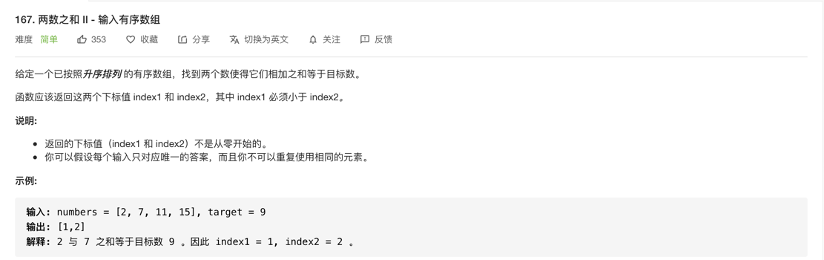 167. 两数之和 II - 输入有序数组
难度 简单 353 收藏 分享 切换为英文 关注 反馈
给定一个已按照升序排列 的有序数组，找到两个数使得它们相加之和等于目标数。
函数应该返回这两个下标值 index1 和 index2，其中 index1 必须小于 index2。
说明:
返回的下标值（index1 和 index2）不是从零开始的。
你可以假设每个输入只对应唯一的答案，而且你不可以重复使用相同的元素。
示例:
输入: numbers = [2, 7, 11, 15], target = 9
输出: [1,2]
解释: 2 与 7 之和等于目标数 9 。因此 index1 = 1, index2 = 2 。